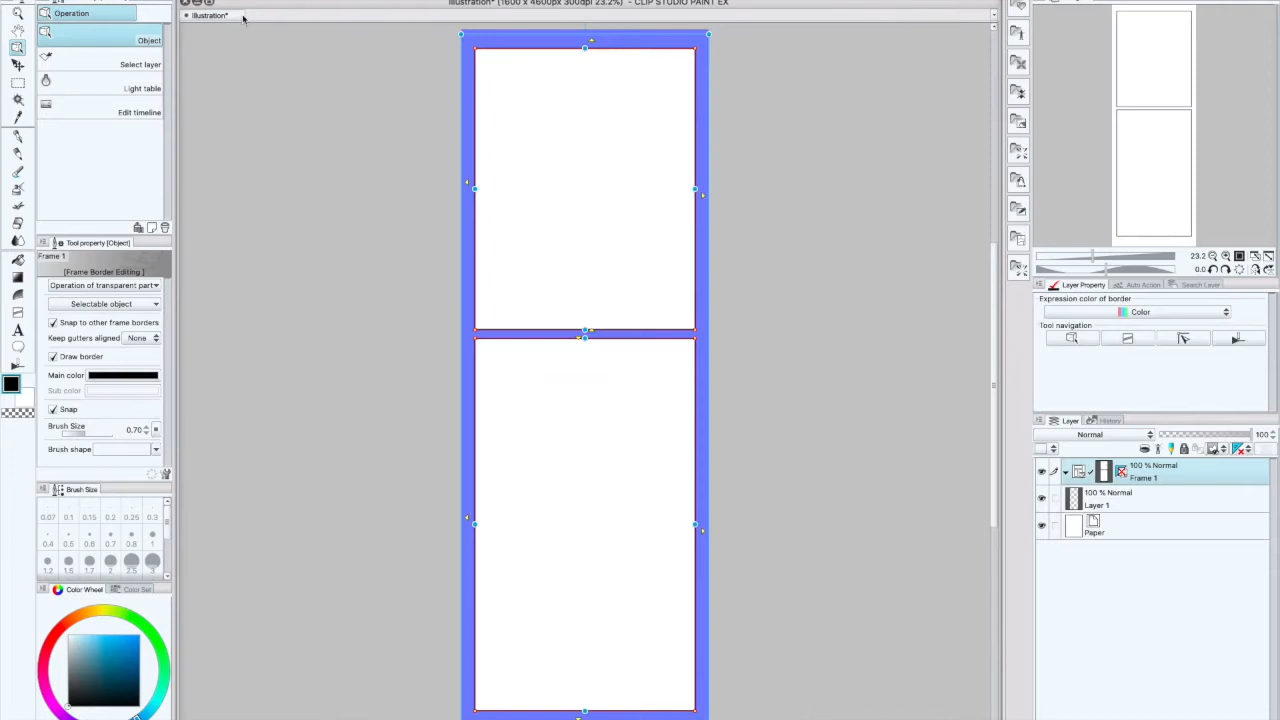 Illustration* (1600 x 4600px 300dpi 23.2%) - CLIP STUDIO PAINT EX
Illustration*
Operation
Object
Select layer
Light table
Edit timeline
Tool property [Object]
Frame 1
[Frame Border Editing ]
Operation of transparent part
Selectable object
Snap to other frame borders
Keep gutters aligned None
Draw border
Main color
Sub color
Snap
Brush Size 0.70
Brush shape
Brush Size
0.07 0.1 0.15 0.2 0.25 0.3
0.4 0.5 0.6 0.7 0.8 1
1.2 1.5 1.7 2 2.5 3
Color Wheel Color Set
23.2
0.0
Layer Property Auto Action Search Layer
Expression color of border
Color
Tool navigation
Layer History
Normal 100
100 % Normal
Frame 1
100 % Normal
Layer 1
Paper